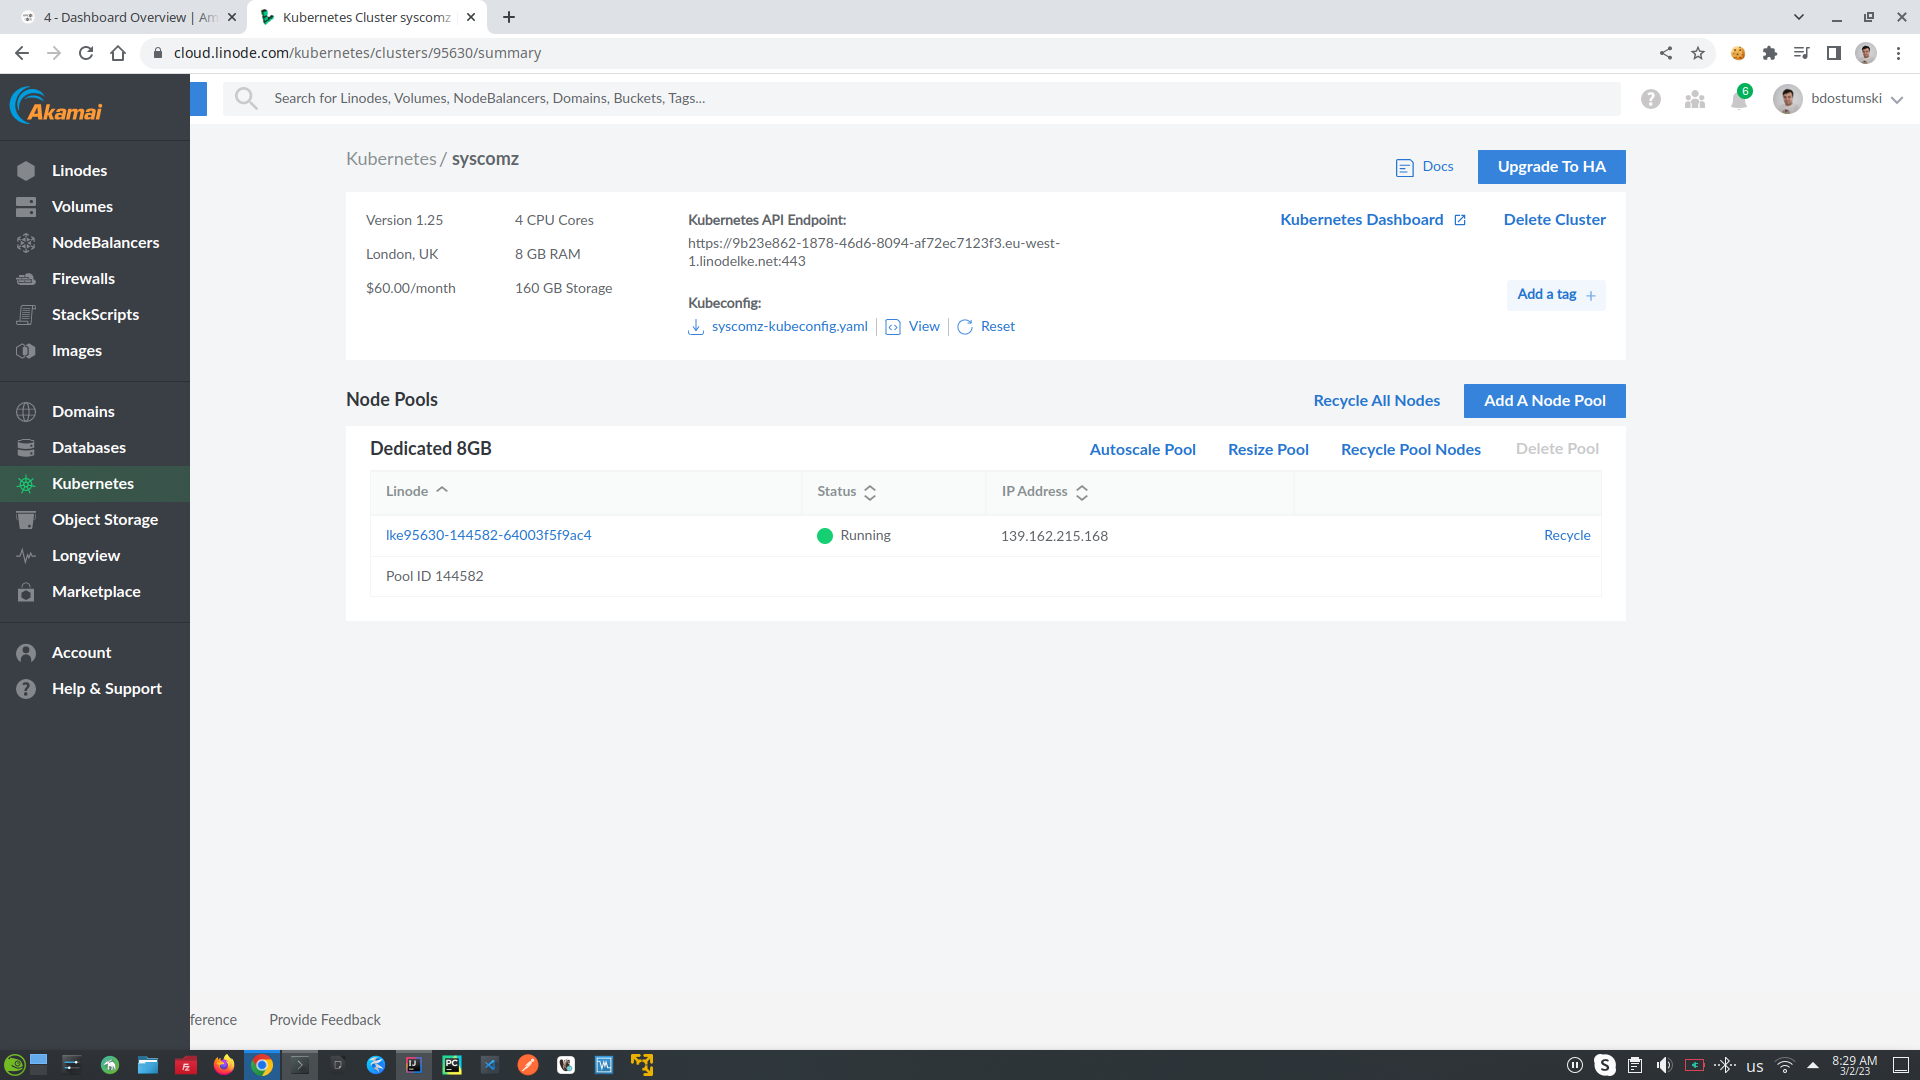 4 - Dashboard Overview | Am
Kubernetes Cluster syscomz
cloud.linode.com/kubernetes/clusters/95630/summary
Akamai
Search for Linodes, Volumes, NodeBalancers, Domains, Buckets, Tags...
6
bdostumski
Linodes
Volumes
NodeBalancers
Firewalls
StackScripts
Images
Domains
Databases
Kubernetes
Object Storage
Longview
Marketplace
Account
Help & Support
Kubernetes / syscomz
Docs
Upgrade To HA
Version 1.25
4 CPU Cores
London, UK
8 GB RAM
$60.00/month
160 GB Storage
Kubernetes API Endpoint:
https://9b23e862-1878-46d6-8094-af72ec7123f3.eu-west-
1.linodelke.net:443
Kubeconfig:
syscomz-kubeconfig.yaml
View
Reset
Kubernetes Dashboard
Delete Cluster
Add a tag +
Node Pools
Recycle All Nodes
Add A Node Pool
Dedicated 8GB
Autoscale Pool
Resize Pool
Recycle Pool Nodes
Delete Pool
Linode
Status
IP Address
lke95630-144582-64003f5f9ac4
Running
139.162.215.168
Recycle
Pool ID 144582
ference
Provide Feedback
us
8:29 AM
3/2/23